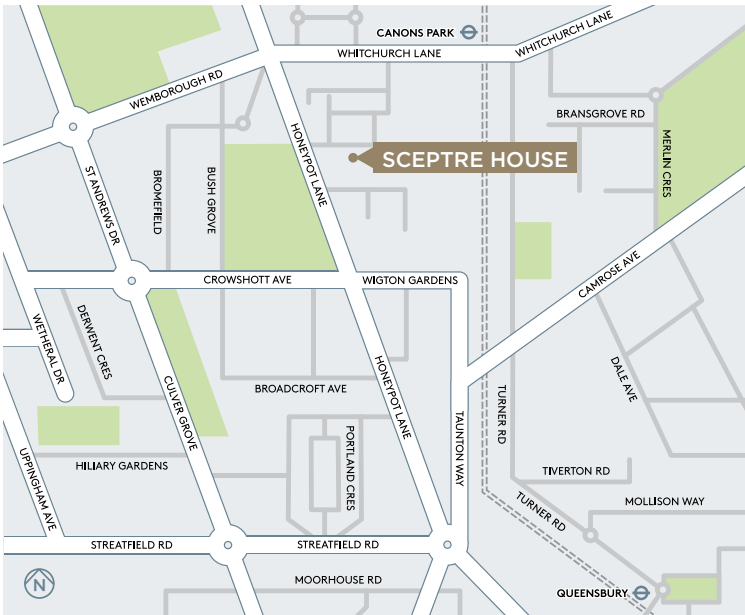 CANONS PARK
WHITCHURCH LANE
WHITCHURCH LANE
WEMBOROUGH RD
BRANSGROVE RD
HONEYPOT LANE
SCEPTRE HOUSE
MERLIN CRES
ST ANDREWS DR
BROMEFIELD
BUSH GROVE
CROWSHOTT AVE
WIGTON GARDENS
CAMROSE AVE
WETHERAL DR
DERWENT CRES
CULVER GROVE
BROADCROFT AVE
HONEYPOT LANE
TAUNTON WAY
TURNER RD
DALE AVE
UPPINGHAM AVE
HILIARY GARDENS
PORTLAND CRES
TIVERTON RD
TURNER RD
MOLLISON WAY
STREATFIELD RD
STREATFIELD RD
N
MOORHOUSE RD
QUEENSBURY